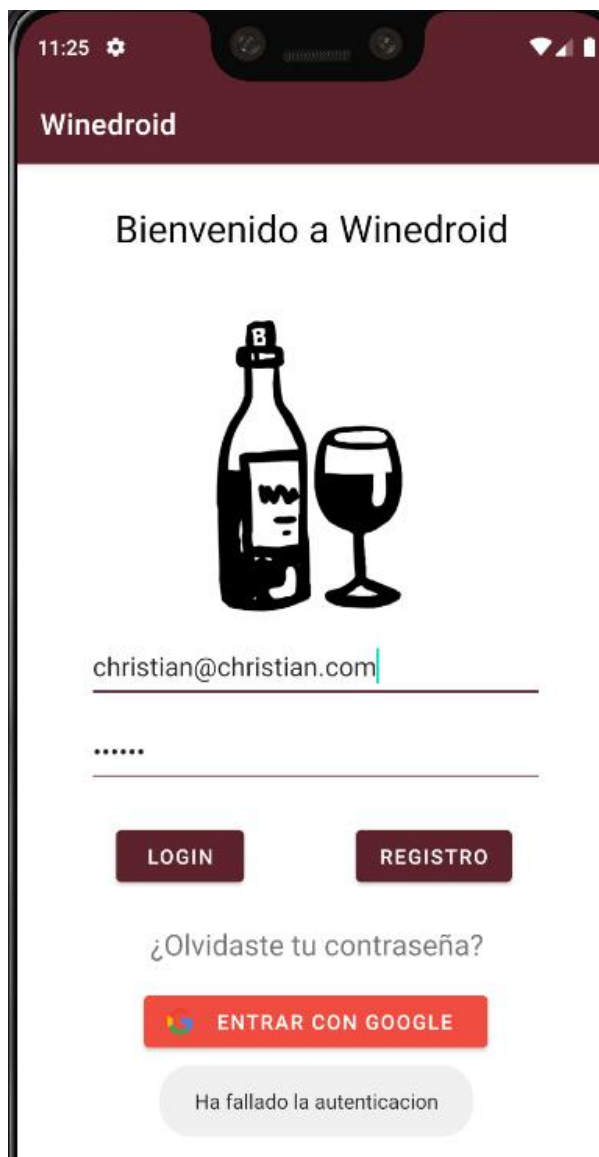 11:25
Winedroid
Bienvenido a Winedroid
B
christian@christian.com
••••••
LOGIN
REGISTRO
¿Olvidaste tu contraseña?
ENTRAR CON GOOGLE
Ha fallado la autenticacion